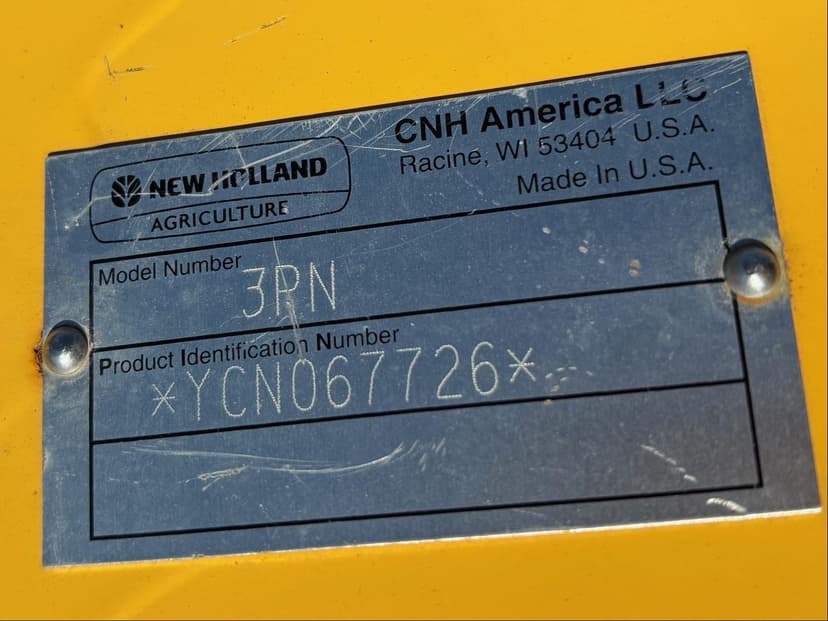 CNH America LLC
Racine, WI 53404 U.S.A.
Made In U.S.A.
NEW HOLLAND
AGRICULTURE
Model Number
3PN
Product Identification Number
*YCN067726*